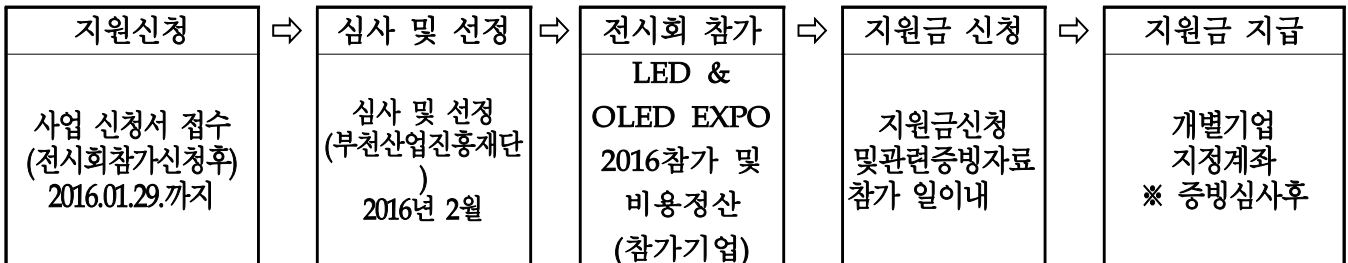 지원신청
⇨
심사 및 선정
⇨
전시회 참가
⇨
지원금 신청
⇨
지원금 지급
사업 신청서 접수
(전시회참가신청후)
2016.01.29.까지
심사 및 선정
(부천산업진흥재단
)
2016년 2월
LED &
OLED EXPO
2016참가 및
비용정산
(참가기업)
지원금신청
및관련증빙자료
참가 일이내
개별기업
지정계좌
※ 증빙심사후